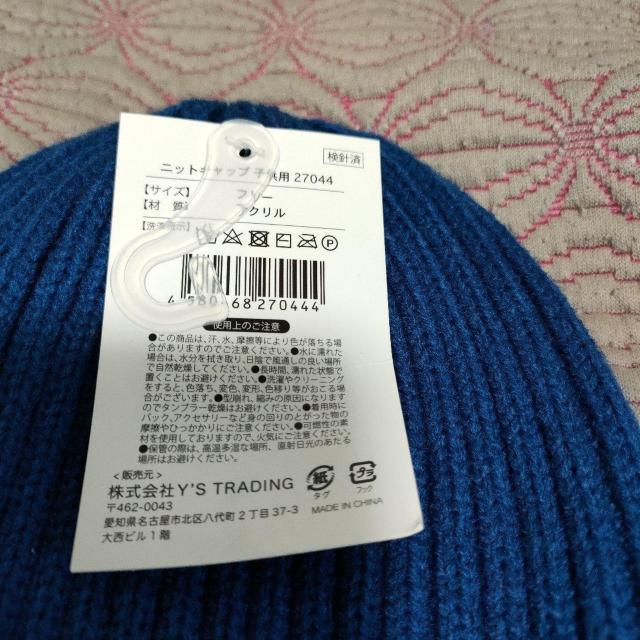 ニットキャップ 子供用 27044
検針済
【サイズ】 フリー
【材 質】 アクリル
【洗濯表示】
使用上のご注意
●この商品は、汗、水、摩擦等により色が落ちる場
合がありますのでご注意ください。●水に濡れた
場合は、水分を拭き取り、日陰で風通しの良い場所
で自然乾燥してください。●長時間、濡れた状態で
置くことはお避けください。●洗濯やクリーニン
グをすると色落ち、変色、変形、色移り等がおこる場
合がございます。●型崩れ、縮みの原因になります
のでタンブラー乾燥はお避けください。●着用時に
バック、アクセサリーなど身の回りのとがった物の
摩擦やひっかかりにご注意ください。●可燃性の素
材を使用しておりますので、火気にご注意ください。
●保管の際は、高温多湿な場所、直射日光のあたる
場所はお避けください。
＜販売元＞
株式会社Y'S TRADING
〒462-0043
愛知県名古屋市北区八代町2丁目37-3
大西ビル1階
紙
タグ
プラ
フック
MADE IN CHINA